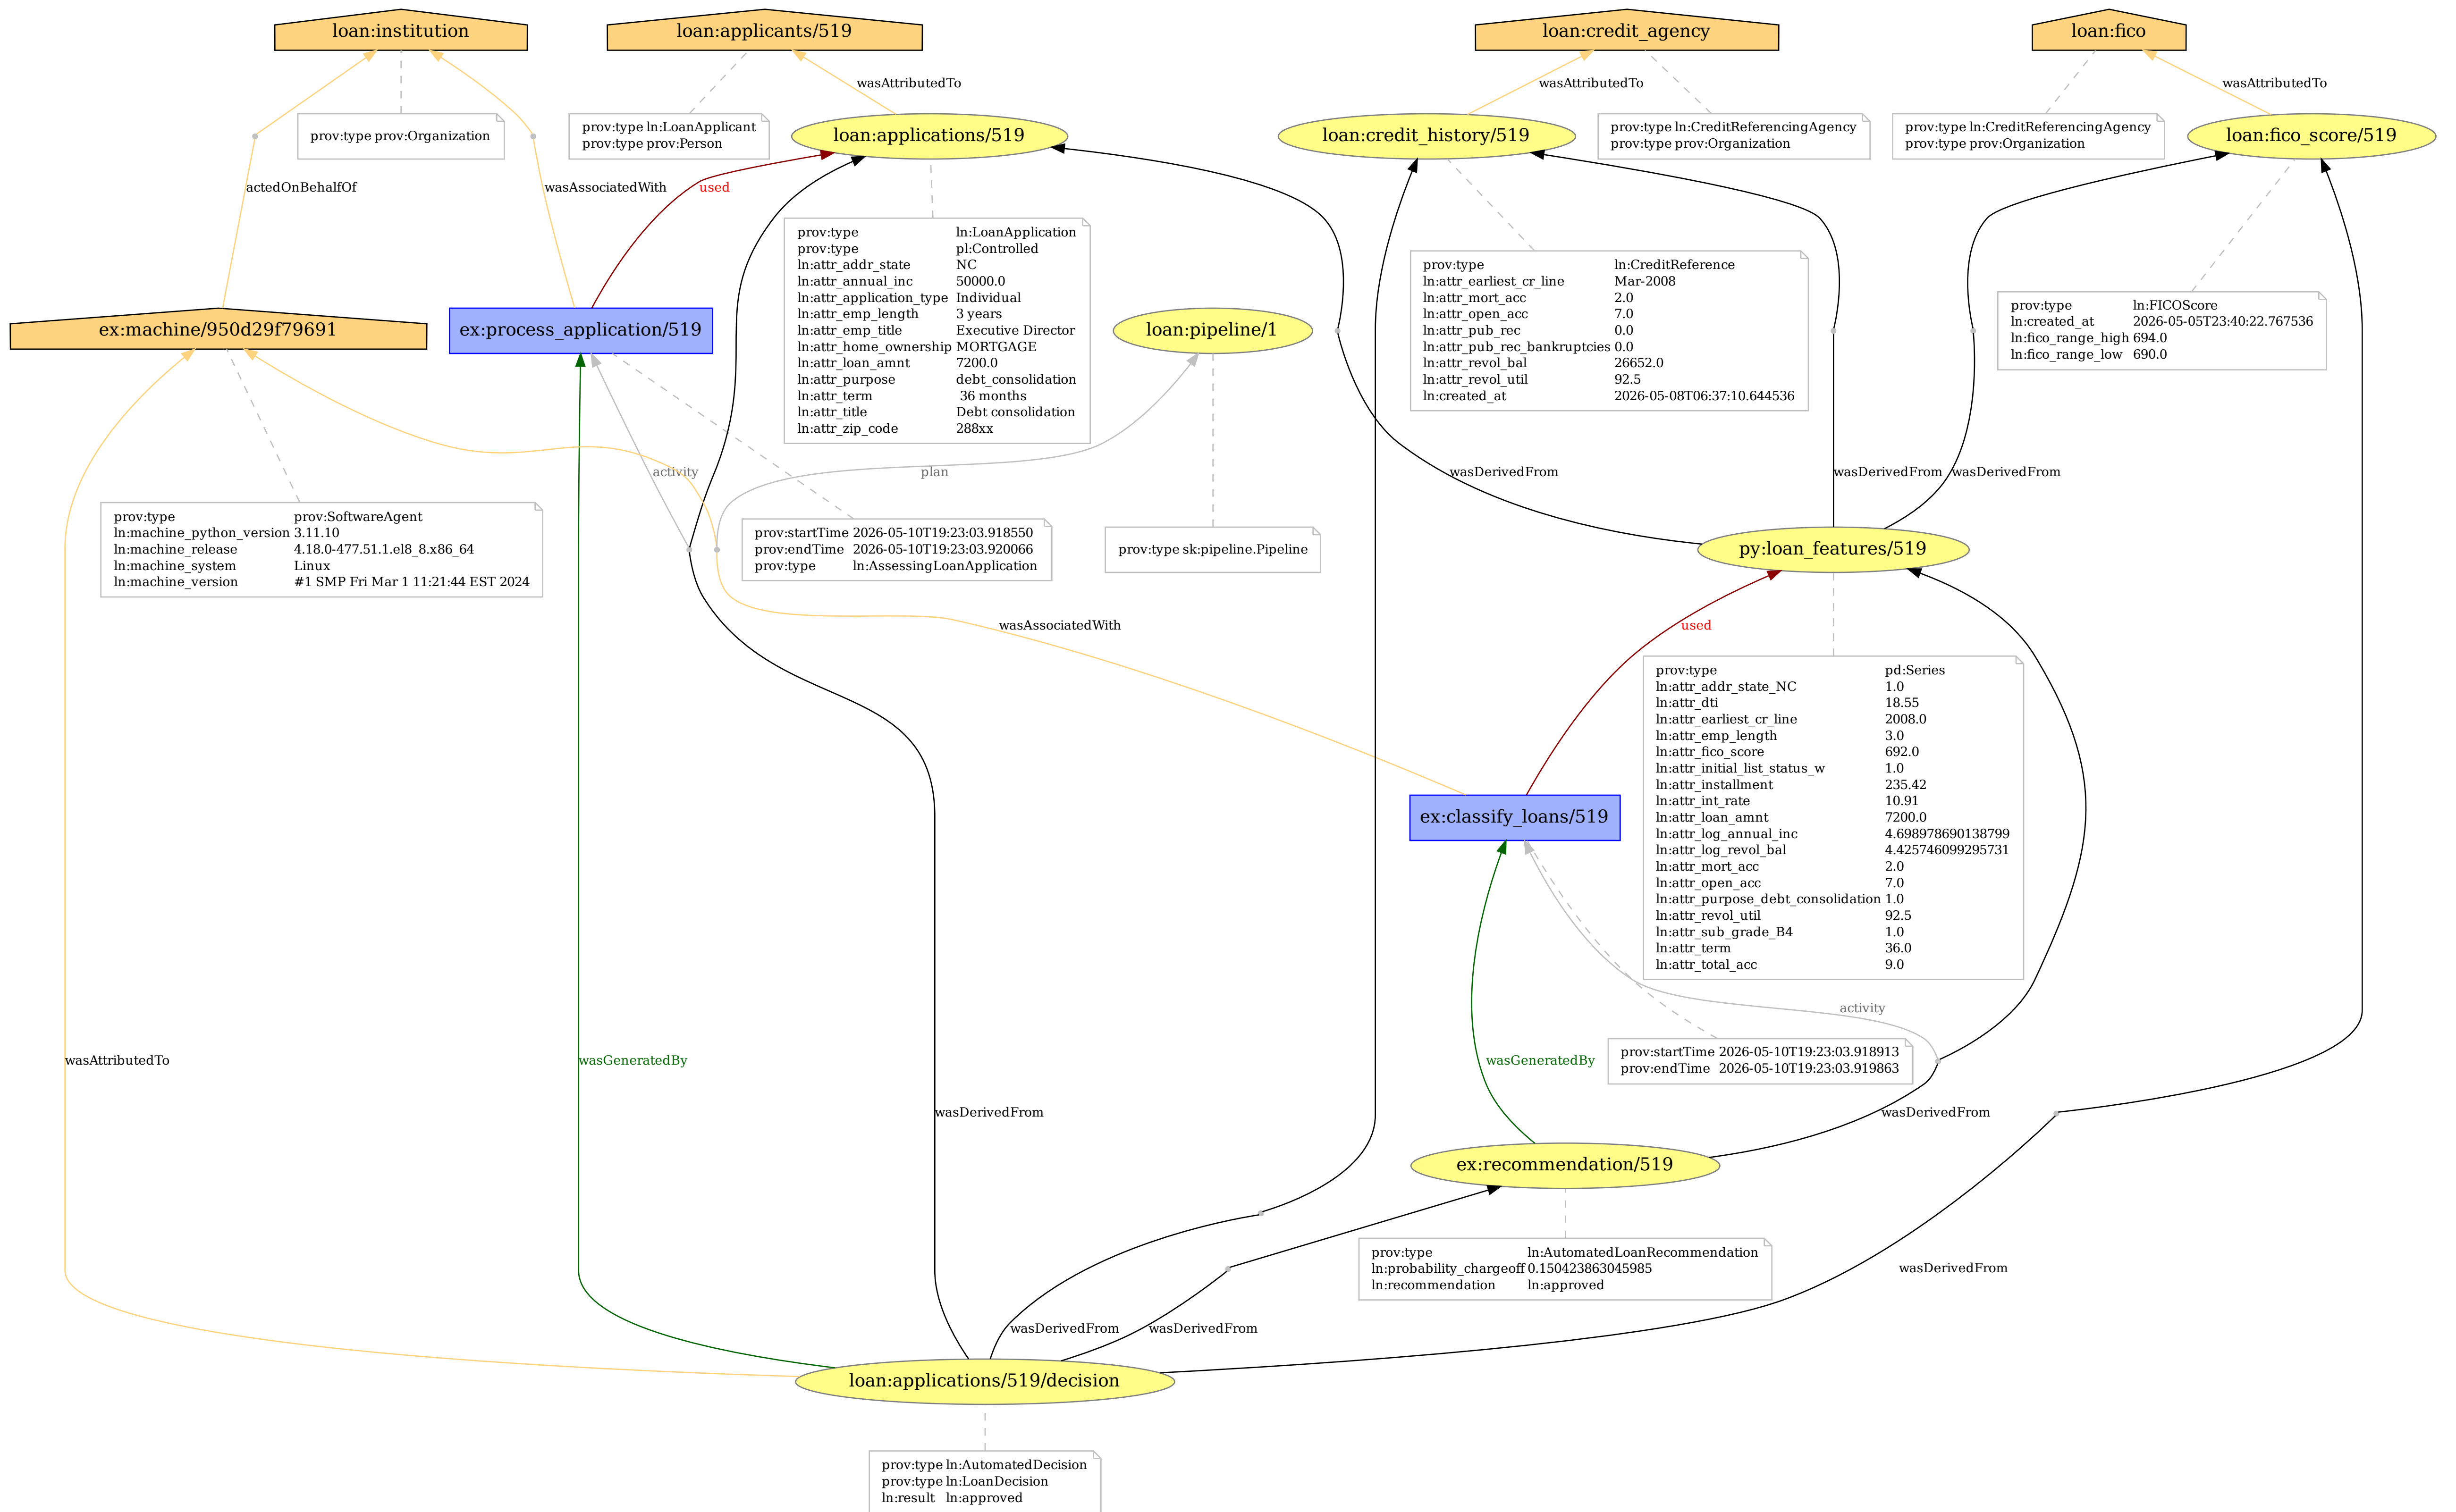 loan:institution
loan:applicants/519
loan:credit_agency
loan:fico
wasAttributedTo
wasAttributedTo
wasAttributedTo
prov:type prov:Organization
prov:type ln:LoanApplicant
prov:type prov:Person
loan:applications/519
loan:credit_history/519
prov:type ln:CreditReferencingAgency
prov:type prov:Organization
prov:type ln:CreditReferencingAgency
prov:type prov:Organization
loan:fico_score/519
actedOnBehalfOf
wasAssociatedWith
used
prov:type ln:LoanApplication
prov:type pl:Controlled
ln:attr_addr_state NC
ln:attr_annual_inc 50000.0
ln:attr_application_type Individual
ln:attr_emp_length 3 years
ln:attr_emp_title Executive Director
ln:attr_home_ownership MORTGAGE
ln:attr_loan_amnt 7200.0
ln:attr_purpose debt_consolidation
ln:attr_term 36 months
ln:attr_title Debt consolidation
ln:attr_zip_code 288xx
prov:type ln:CreditReference
ln:attr_earliest_cr_line Mar-2008
ln:attr_mort_acc 2.0
ln:attr_open_acc 7.0
ln:attr_pub_rec 0.0
ln:attr_pub_rec_bankruptcies 0.0
ln:attr_revol_bal 26652.0
ln:attr_revol_util 92.5
ln:created_at 2026-05-08T06:37:10.644536
prov:type ln:FICOScore
ln:created_at 2026-05-05T23:40:22.767536
ln:fico_range_high 694.0
ln:fico_range_low 690.0
ex:machine/950d29f79691
ex:process_application/519
loan:pipeline/1
activity
plan
wasDerivedFrom
wasDerivedFrom
wasDerivedFrom
prov:type prov:SoftwareAgent
ln:machine_python_version 3.11.10
ln:machine_release 4.18.0-477.51.1.el8_8.x86_64
ln:machine_system Linux
ln:machine_version #1 SMP Fri Mar 1 11:21:44 EST 2024
prov:startTime 2026-05-10T19:23:03.918550
prov:endTime 2026-05-10T19:23:03.920066
prov:type ln:AssessingLoanApplication
prov:type sk:pipeline.Pipeline
py:loan_features/519
wasAssociatedWith
used
prov:type pd:Series
ln:attr_addr_state_NC 1.0
ln:attr_dti 18.55
ln:attr_earliest_cr_line 2008.0
ln:attr_emp_length 3.0
ln:attr_fico_score 692.0
ln:attr_initial_list_status_w 1.0
ln:attr_installment 235.42
ln:attr_int_rate 10.91
ln:attr_loan_amnt 7200.0
ln:attr_log_annual_inc 4.698978690138799
ln:attr_log_revol_bal 4.425746099295731
ln:attr_mort_acc 2.0
ln:attr_open_acc 7.0
ln:attr_purpose_debt_consolidation 1.0
ln:attr_revol_util 92.5
ln:attr_sub_grade_B4 1.0
ln:attr_term 36.0
ln:attr_total_acc 9.0
ex:classify_loans/519
activity
wasAttributedTo
wasGeneratedBy
wasGeneratedBy
prov:startTime 2026-05-10T19:23:03.918913
prov:endTime 2026-05-10T19:23:03.919863
wasDerivedFrom
wasDerivedFrom
ex:recommendation/519
prov:type ln:AutomatedLoanRecommendation
ln:probability_chargeoff 0.150423863045985
ln:recommendation ln:approved
wasDerivedFrom
wasDerivedFrom
wasDerivedFrom
loan:applications/519/decision
prov:type ln:AutomatedDecision
prov:type ln:LoanDecision
ln:result ln:approved